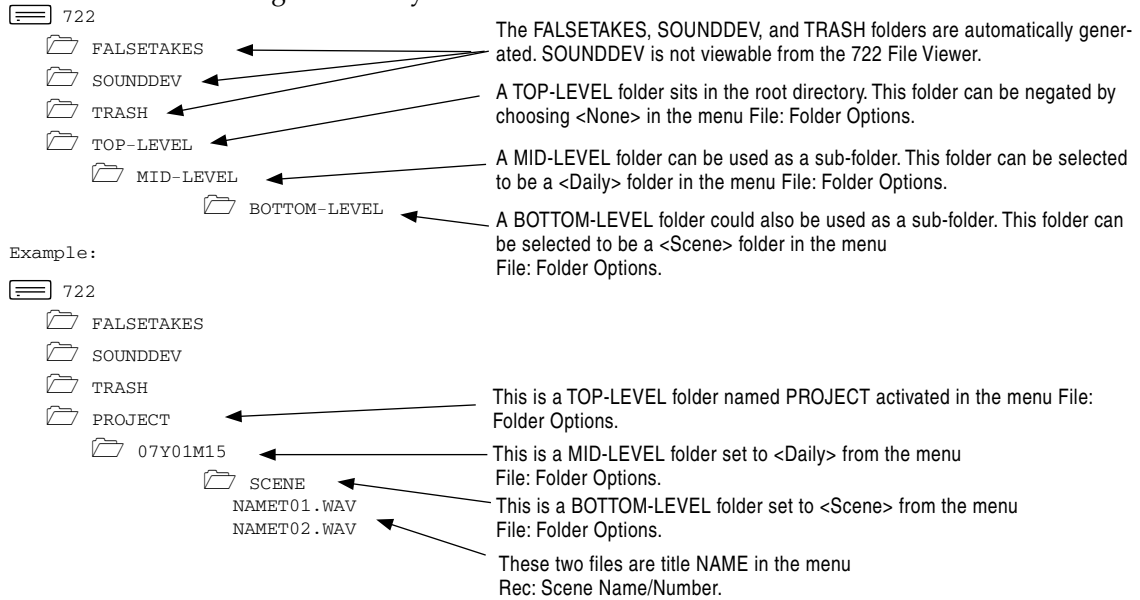 722
FALSETAKES
SOUNDDEV
TRASH
TOP-LEVEL
MID-LEVEL
BOTTOM-LEVEL
The FALSETAKES, SOUNDDEV, and TRASH folders are automatically gener-
ated. SOUNDDEV is not viewable from the 722 File Viewer.
A TOP-LEVEL folder sits in the root directory. This folder can be negated by
choosing <None> in the menu File: Folder Options.
A MID-LEVEL folder can be used as a sub-folder. This folder can be selected
to be a <Daily> folder in the menu File: Folder Options.
A BOTTOM-LEVEL folder could also be used as a sub-folder. This folder can
be selected to be a <Scene> folder in the menu
File: Folder Options.
Example:
722
FALSETAKES
SOUNDDEV
TRASH
PROJECT
07Y01M15
SCENE
NAMET01.WAV
NAMET02.WAV
This is a TOP-LEVEL folder named PROJECT activated in the menu File:
Folder Options.
This is a MID-LEVEL folder set to <Daily> from the menu
File: Folder Options.
This is a BOTTOM-LEVEL folder set to <Scene> from the menu
File: Folder Options.
These two files are title NAME in the menu
Rec: Scene Name/Number.